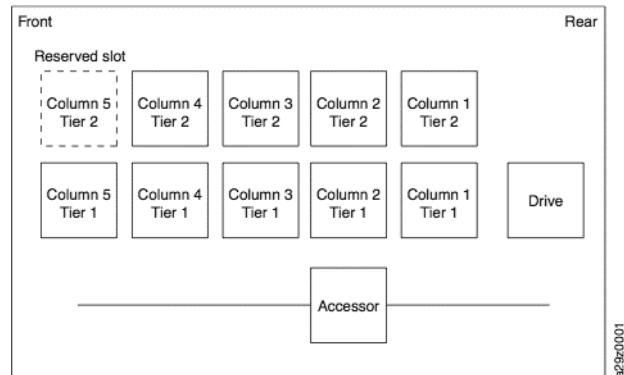 Front
Rear
Reserved slot
Column 5
Tier 2
Column 4
Tier 2
Column 3
Tier 2
Column 2
Tier 2
Column 1
Tier 2
Column 5
Tier 1
Column 4
Tier 1
Column 3
Tier 1
Column 2
Tier 1
Column 1
Tier 1
Drive
Accessor
a29z0001